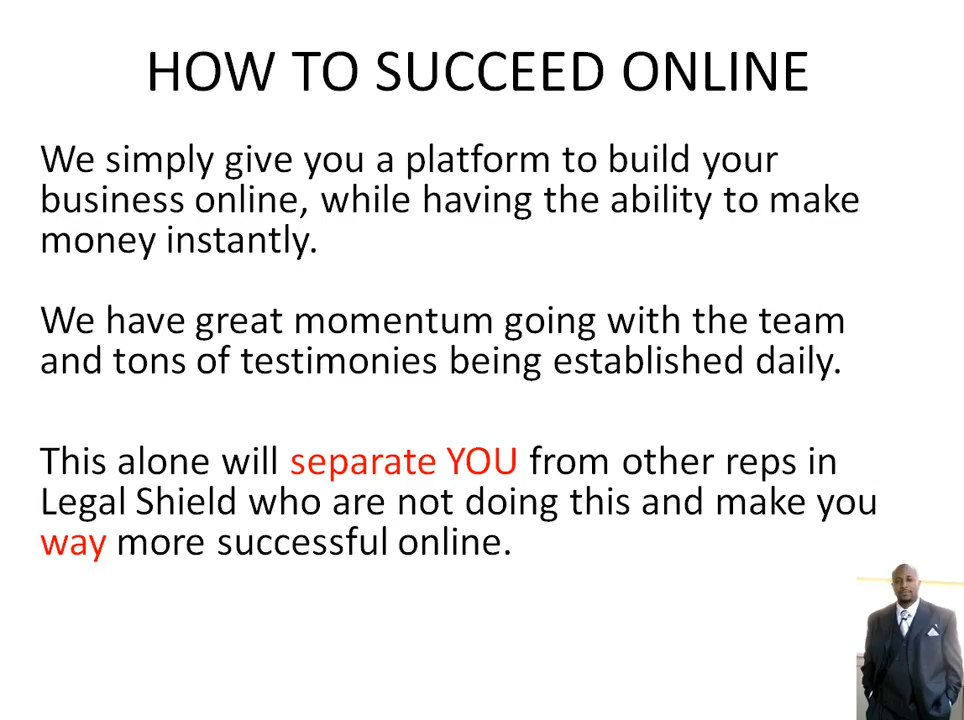 HOW TO SUCCEED ONLINE
We simply give you a platform to build your
business online, while having the ability to make
money instantly.
We have great momentum going with the team
and tons of testimonies being established daily.
This alone will separate YOU from other reps in
Legal Shield who are not doing this and make you
way more successful online.